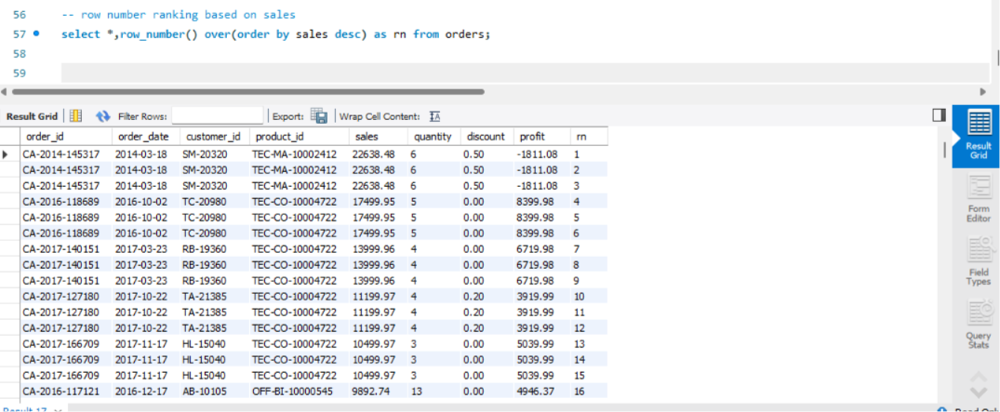 56 -- row number ranking based on sales
57 select *,row_number() over(order by sales desc) as rn from orders;
58
59
Result Grid Filter Rows: Export: Wrap Cell Content: IA
order_id order_date customer_id product_id sales quantity discount profit rn
CA-2014-145317 2014-03-18 SM-20320 TEC-MA-10002412 22638.48 6 0.50 -1811.08 1
CA-2014-145317 2014-03-18 SM-20320 TEC-MA-10002412 22638.48 6 0.50 -1811.08 2
CA-2014-145317 2014-03-18 SM-20320 TEC-MA-10002412 22638.48 6 0.50 -1811.08 3
CA-2016-118689 2016-10-02 TC-20980 TEC-CO-10004722 17499.95 5 0.00 8399.98 4
CA-2016-118689 2016-10-02 TC-20980 TEC-CO-10004722 17499.95 5 0.00 8399.98 5
CA-2016-118689 2016-10-02 TC-20980 TEC-CO-10004722 17499.95 5 0.00 8399.98 6
CA-2017-140151 2017-03-23 RB-19360 TEC-CO-10004722 13999.96 4 0.00 6719.98 7
CA-2017-140151 2017-03-23 RB-19360 TEC-CO-10004722 13999.96 4 0.00 6719.98 8
CA-2017-140151 2017-03-23 RB-19360 TEC-CO-10004722 13999.96 4 0.00 6719.98 9
CA-2017-127180 2017-10-22 TA-21385 TEC-CO-10004722 11199.97 4 0.20 3919.99 10
CA-2017-127180 2017-10-22 TA-21385 TEC-CO-10004722 11199.97 4 0.20 3919.99 11
CA-2017-127180 2017-10-22 TA-21385 TEC-CO-10004722 11199.97 4 0.20 3919.99 12
CA-2017-166709 2017-11-17 HL-15040 TEC-CO-10004722 10499.97 3 0.00 5039.99 13
CA-2017-166709 2017-11-17 HL-15040 TEC-CO-10004722 10499.97 3 0.00 5039.99 14
CA-2017-166709 2017-11-17 HL-15040 TEC-CO-10004722 10499.97 3 0.00 5039.99 15
CA-2016-117121 2016-12-17 AB-10105 OFF-BI-10000545 9892.74 13 0.00 4946.37 16
Result
Grid
Form
Editor
Field
Types
Query
Stats